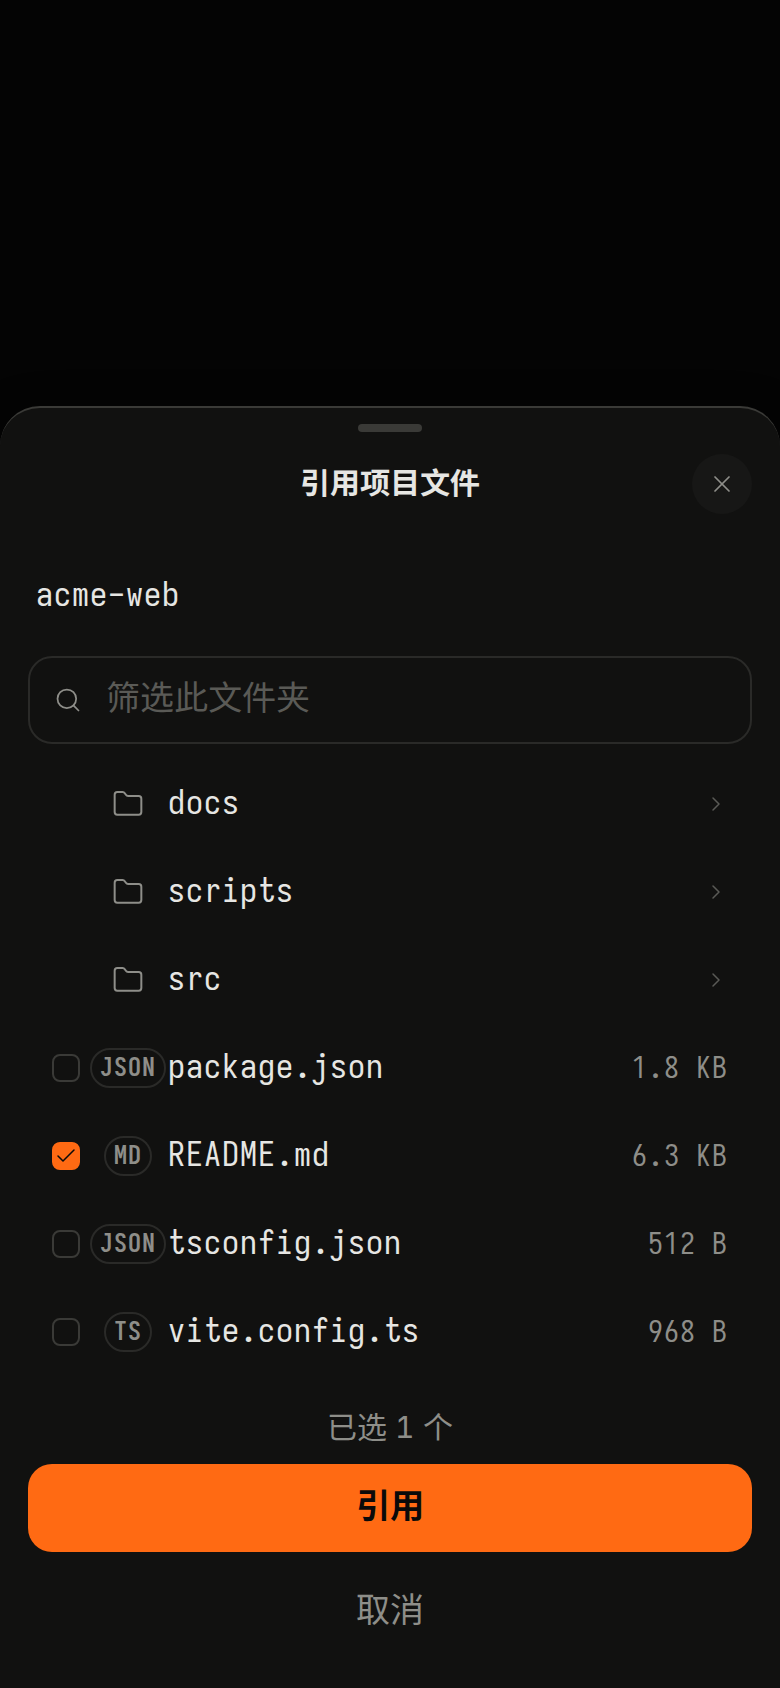 引用项目文件
acme-web
筛选此文件夹
docs
scripts
src
JSON package.json 1.8 KB
MD README.md 6.3 KB
JSON tsconfig.json 512 B
TS vite.config.ts 968 B
已选 1 个
引用
取消